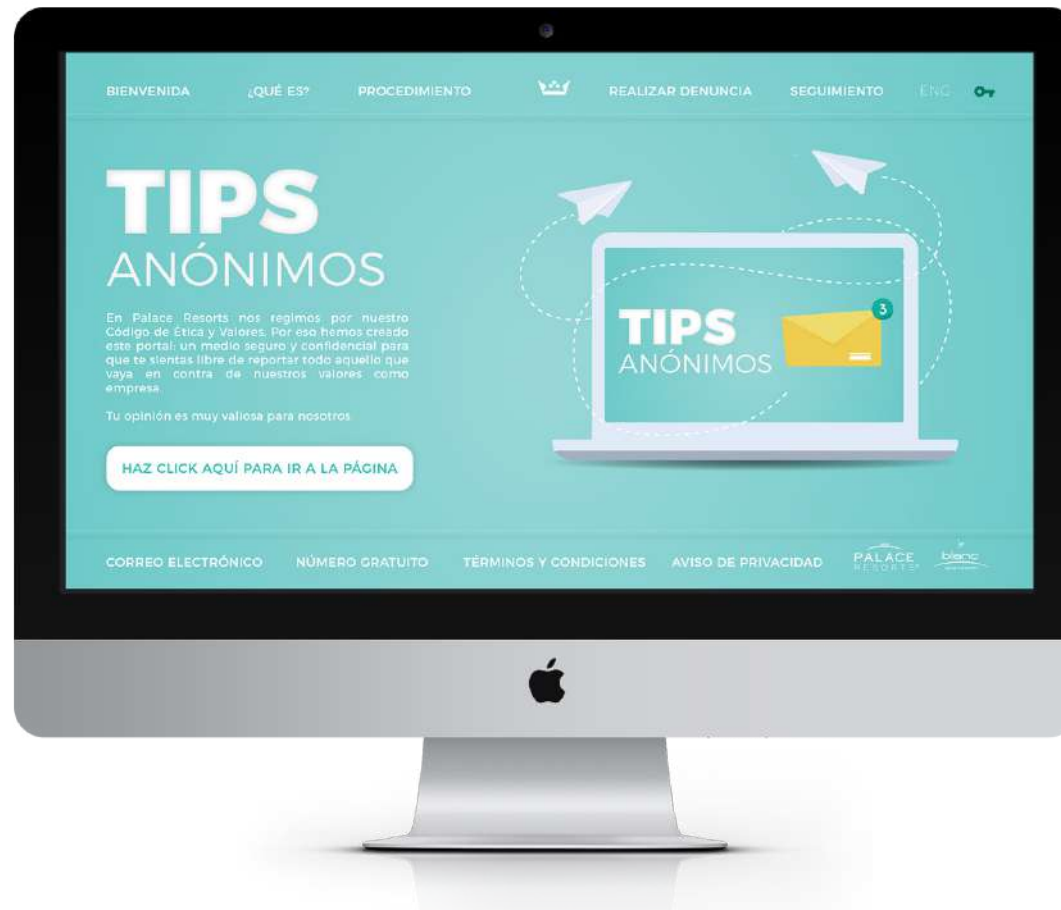 BIENVENIDA
¿QUÉ ES?
PROCEDIMIENTO
REALIZAR DENUNCIA
SEGUIMIENTO
ENG
TIPS
ANÓNIMOS
En Palace Resorts nos regimos por nuestro
Código de Ética y Valores. Por eso hemos creado
este portal: un medio seguro y confidencial para
que te sientas libre de reportar todo aquello que
vaya en contra de nuestros valores como
empresa.
Tu opinión es muy valiosa para nosotros
HAZ CLICK AQUÍ PARA IR A LA PÁGINA
TIPS
ANÓNIMOS
3
CORREO ELECTRÓNICO
NÚMERO GRATUITO
TÉRMINOS Y CONDICIONES
AVISO DE PRIVACIDAD
PALACE
RESORTS
blanc